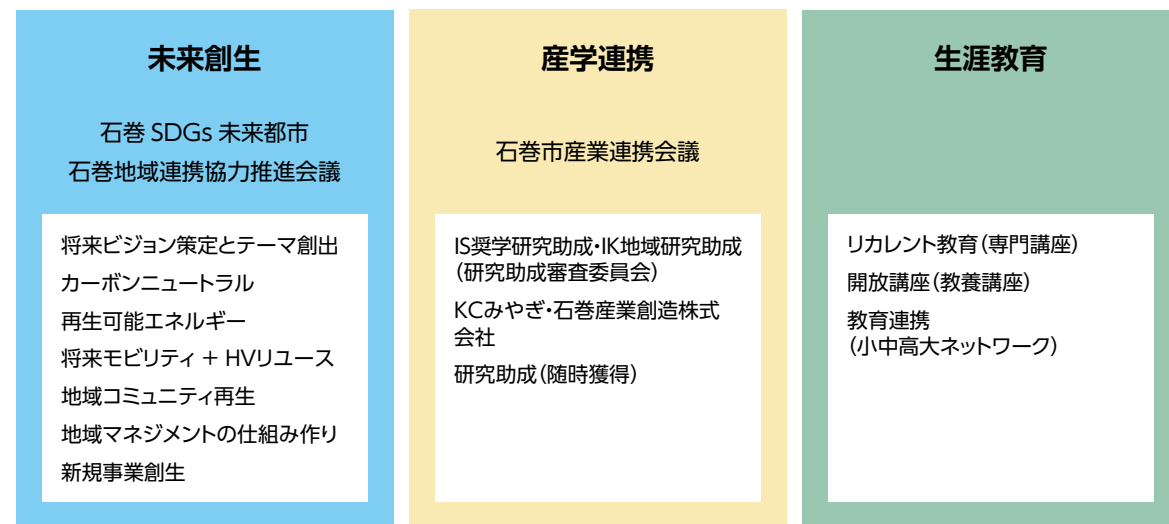 未来創生
石巻 SDGs 未来都市
石巻地域連携協力推進会議
将来ビジョン策定とテーマ創出
カーボンニュートラル
再生可能エネルギー
将来モビリティ + HVリユース
地域コミュニティ再生
地域マネジメントの仕組み作り
新規事業創生
産学連携
石巻市産業連携会議
IS奨学研究助成・IK地域研究助成
(研究助成審査委員会)
KCみやぎ・石巻産業創造株式
会社
研究助成(随時獲得)
生涯教育
リカレント教育(専門講座)
開放講座(教養講座)
教育連携
(小中高大ネットワーク)